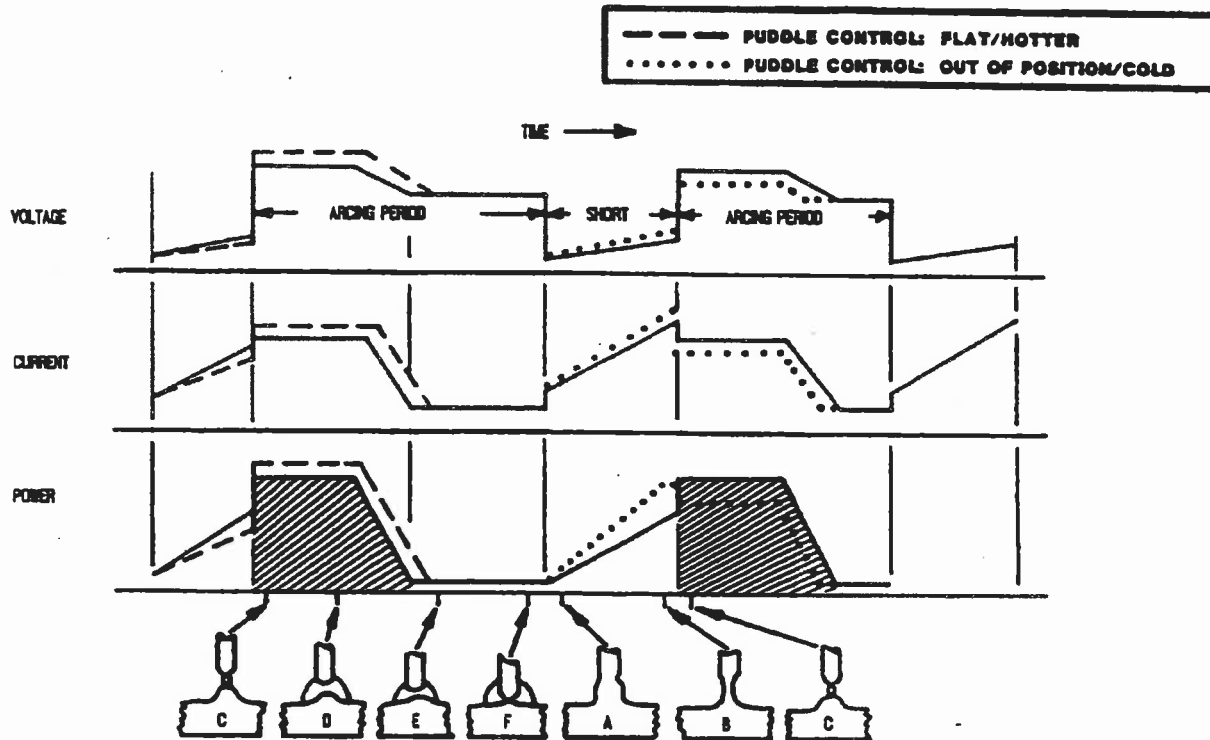 PUDDLE CONTROL: FLAT/HOTTER
PUDDLE CONTROL: OUT OF POSITION/COLD
TIME
VOLTAGE
ARCING PERIOD
SHORT
ARCING PERIOD
CURRENT
POWER
C
D
E
F
A
B
C